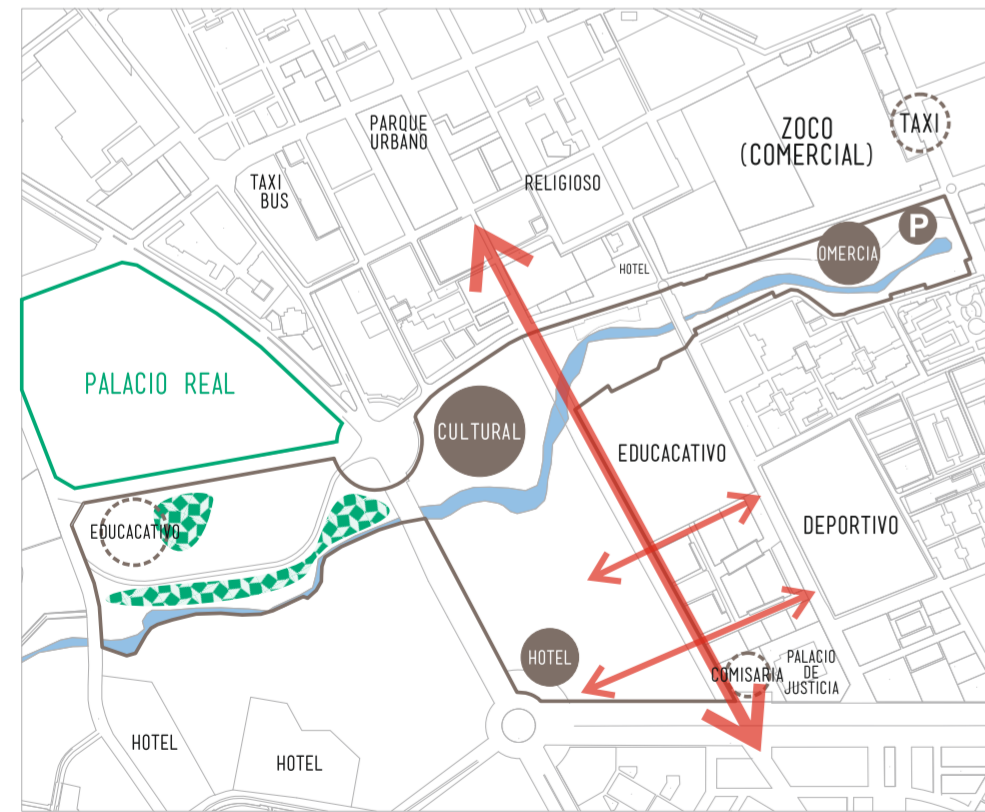 PARQUE
URBANO
ZOCO
(COMERCIAL)
TAXI
TAXI
BUS
RELIGIOSO
P
OMERCIA
HOTEL
PALACIO REAL
CULTURAL
EDUCACATIVO
EDUCACATIVO
DEPORTIVO
HOTEL
COMISARIA
PALACIO
DE
JUSTICIA
HOTEL
HOTEL